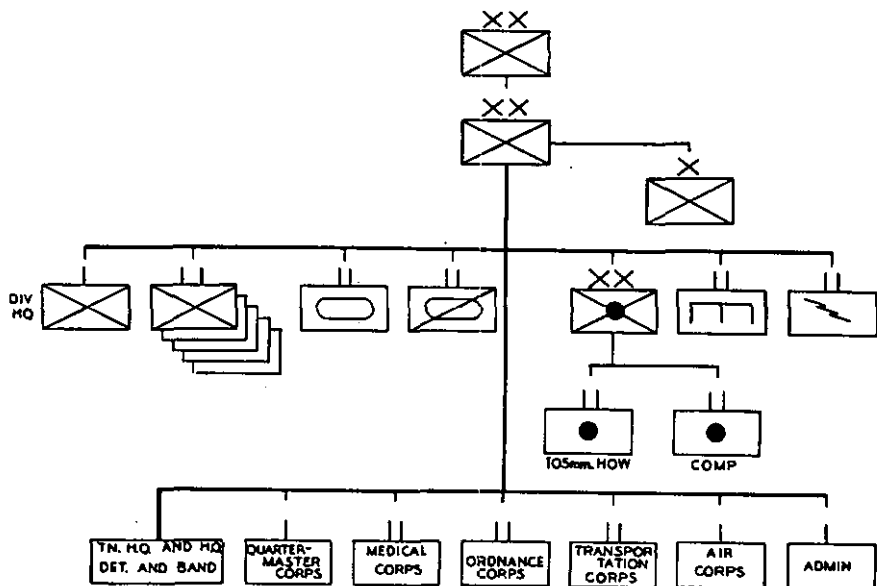 DIV
HQ
105mm. HOW
COMP
TN. H.Q. AND HQ
DET. AND BAND
QUARTER-
MASTER
CORPS
MEDICAL
CORPS
ORDNANCE
CORPS
TRANSPOR
TATION
CORPS
AIR
CORPS
ADMIN